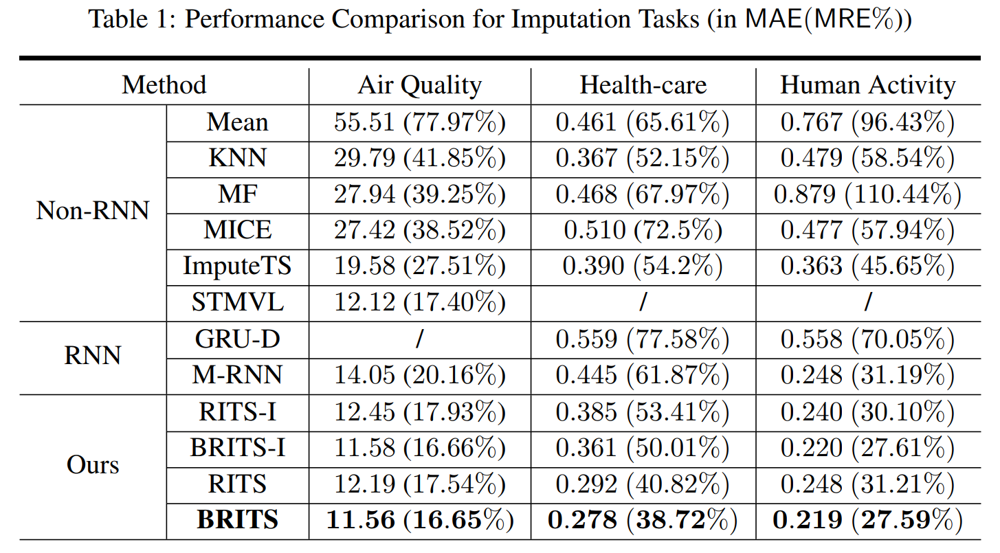 Table 1: Performance Comparison for Imputation Tasks (in MAE(MRE%))
Method Air Quality Health-care Human Activity
Non-RNN Mean 55.51 (77.97%) 0.461 (65.61%) 0.767 (96.43%)
KNN 29.79 (41.85%) 0.367 (52.15%) 0.479 (58.54%)
MF 27.94 (39.25%) 0.468 (67.97%) 0.879 (110.44%)
MICE 27.42 (38.52%) 0.510 (72.5%) 0.477 (57.94%)
ImputeTS 19.58 (27.51%) 0.390 (54.2%) 0.363 (45.65%)
STMVL 12.12 (17.40%) / /
RNN GRU-D / 0.559 (77.58%) 0.558 (70.05%)
M-RNN 14.05 (20.16%) 0.445 (61.87%) 0.248 (31.19%)
Ours RITS-I 12.45 (17.93%) 0.385 (53.41%) 0.240 (30.10%)
BRITS-I 11.58 (16.66%) 0.361 (50.01%) 0.220 (27.61%)
RITS 12.19 (17.54%) 0.292 (40.82%) 0.248 (31.21%)
BRITS 11.56 (16.65%) 0.278 (38.72%) 0.219 (27.59%)